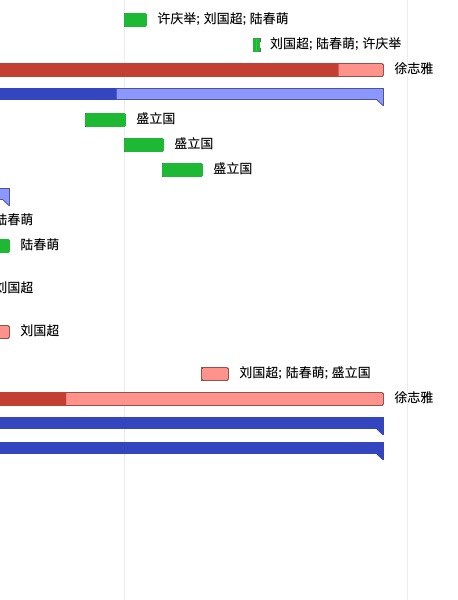 许庆举; 刘国超; 陆春萌
刘国超; 陆春萌; 许庆举
徐志雅
盛立国
盛立国
盛立国
陆春萌
陆春萌
刘国超
刘国超
刘国超; 陆春萌; 盛立国
徐志雅